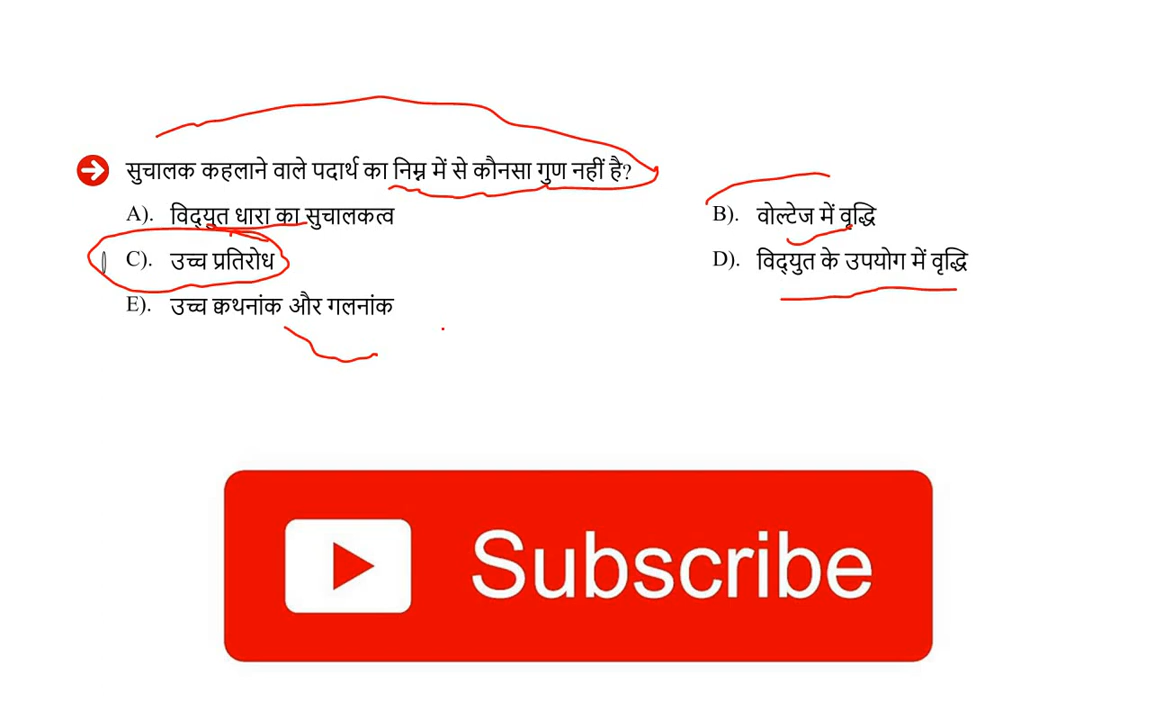 सुचालक कहलाने वाले पदार्थ का निम्न में से कौनसा गुण नहीं है?
A). विद्युत धारा का सुचालकत्व
B). वोल्टेज में वृद्धि
C). उच्च प्रतिरोध
D). विद्युत के उपयोग में वृद्धि
E). उच्च क्वथनांक और गलनांक
Subscribe